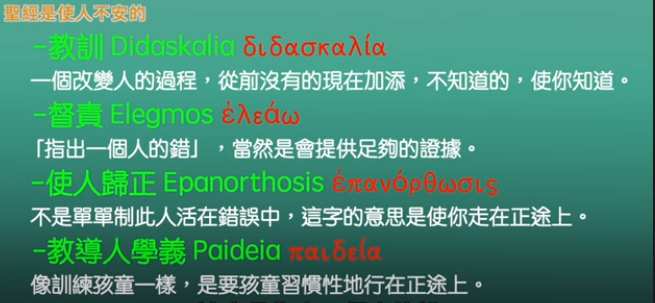 聖經是使人不安的
–教訓 Didaskalia διδασκαλία
一個改變人的過程，從前沒有的現在加添，不知道的，使你知道。
–督責 Elegmos ἐλεάω
「指出一個人的錯」，當然是會提供足夠的證據。
–使人歸正 Epanorthosis ἐπανόρθωσις
不是單單制此人活在錯誤中，這字的意思是使你走在正途上。
–教導人學義 Paideia παιδεία
像訓練孩童一樣，是要孩童習慣性地行在正途上。